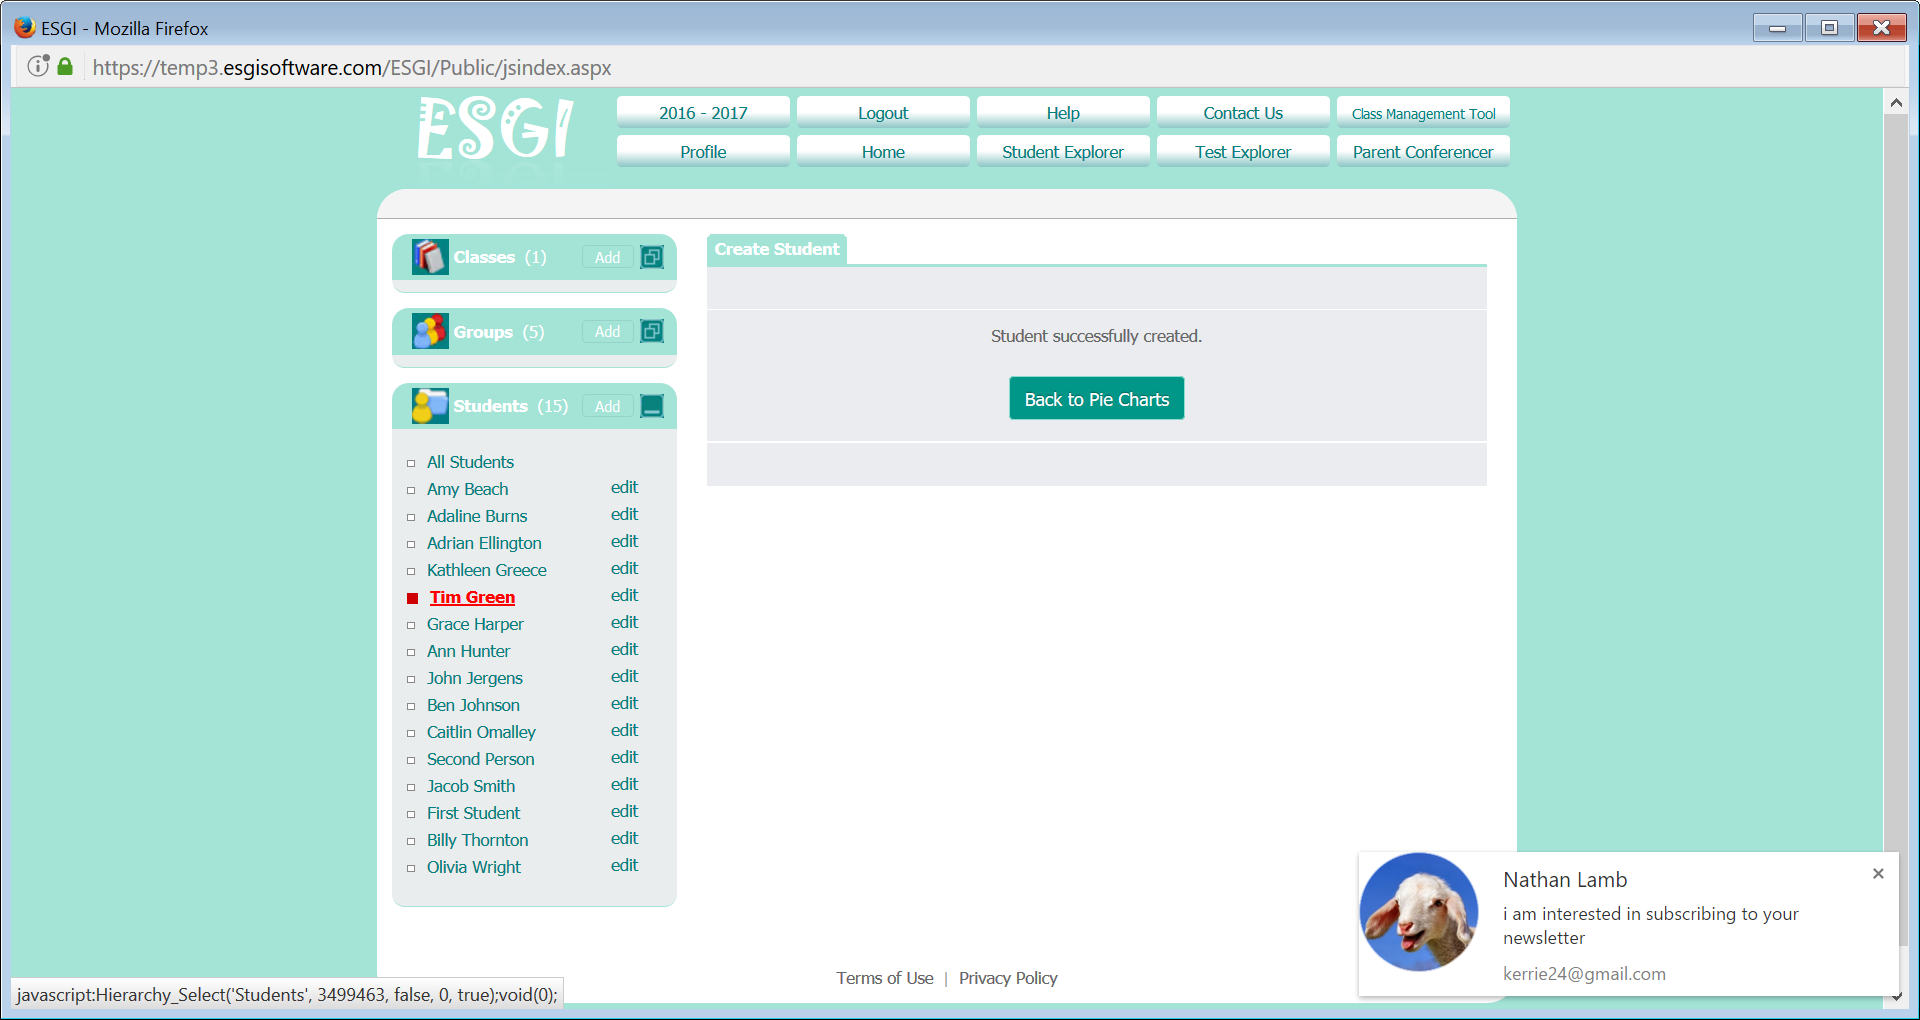 ESGI - Mozilla Firefox
https://temp3.esgisoftware.com/ESGI/Public/jsindex.aspx
ESGI
2016 - 2017
Logout
Help
Contact Us
Class Management Tool
Profile
Home
Student Explorer
Test Explorer
Parent Conferencer
Classes (1) Add
Groups (5) Add
Students (15) Add
All Students
Amy Beach edit
Adaline Burns edit
Adrian Ellington edit
Kathleen Greece edit
Tim Green edit
Grace Harper edit
Ann Hunter edit
John Jergens edit
Ben Johnson edit
Caitlin Omalley edit
Second Person edit
Jacob Smith edit
First Student edit
Billy Thornton edit
Olivia Wright edit
Create Student
Student successfully created.
Back to Pie Charts
Nathan Lamb
i am interested in subscribing to your
newsletter
kerrie24@gmail.com
Terms of Use | Privacy Policy
javascript:Hierarchy_Select('Students', 3499463, false, 0, true);void(0);